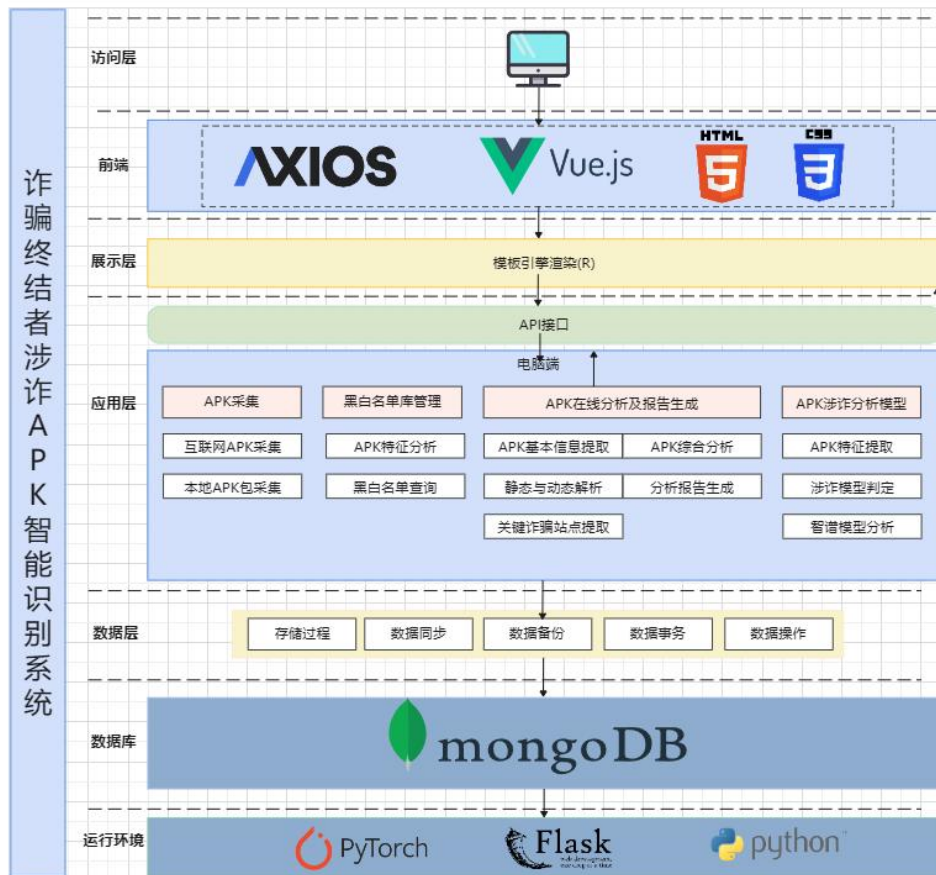 诈骗终结者涉诈APK智能识别系统
访问层
前端
AXIOS
Vue.js
HTML
5
CSS
3
展示层
模板引擎渲染(R)
API接口
应用层
电脑端
APK采集
黑白名单库管理
APK在线分析及报告生成
APK涉诈分析模型
互联网APK采集
APK特征分析
APK基本信息提取
APK综合分析
APK特征提取
本地APK包采集
黑白名单查询
静态与动态解析
分析报告生成
涉诈模型判定
关键诈骗站点提取
智谱模型分析
数据层
存储过程
数据同步
数据备份
数据事务
数据操作
数据库
mongoDB
运行环境
PyTorch
Flask
python